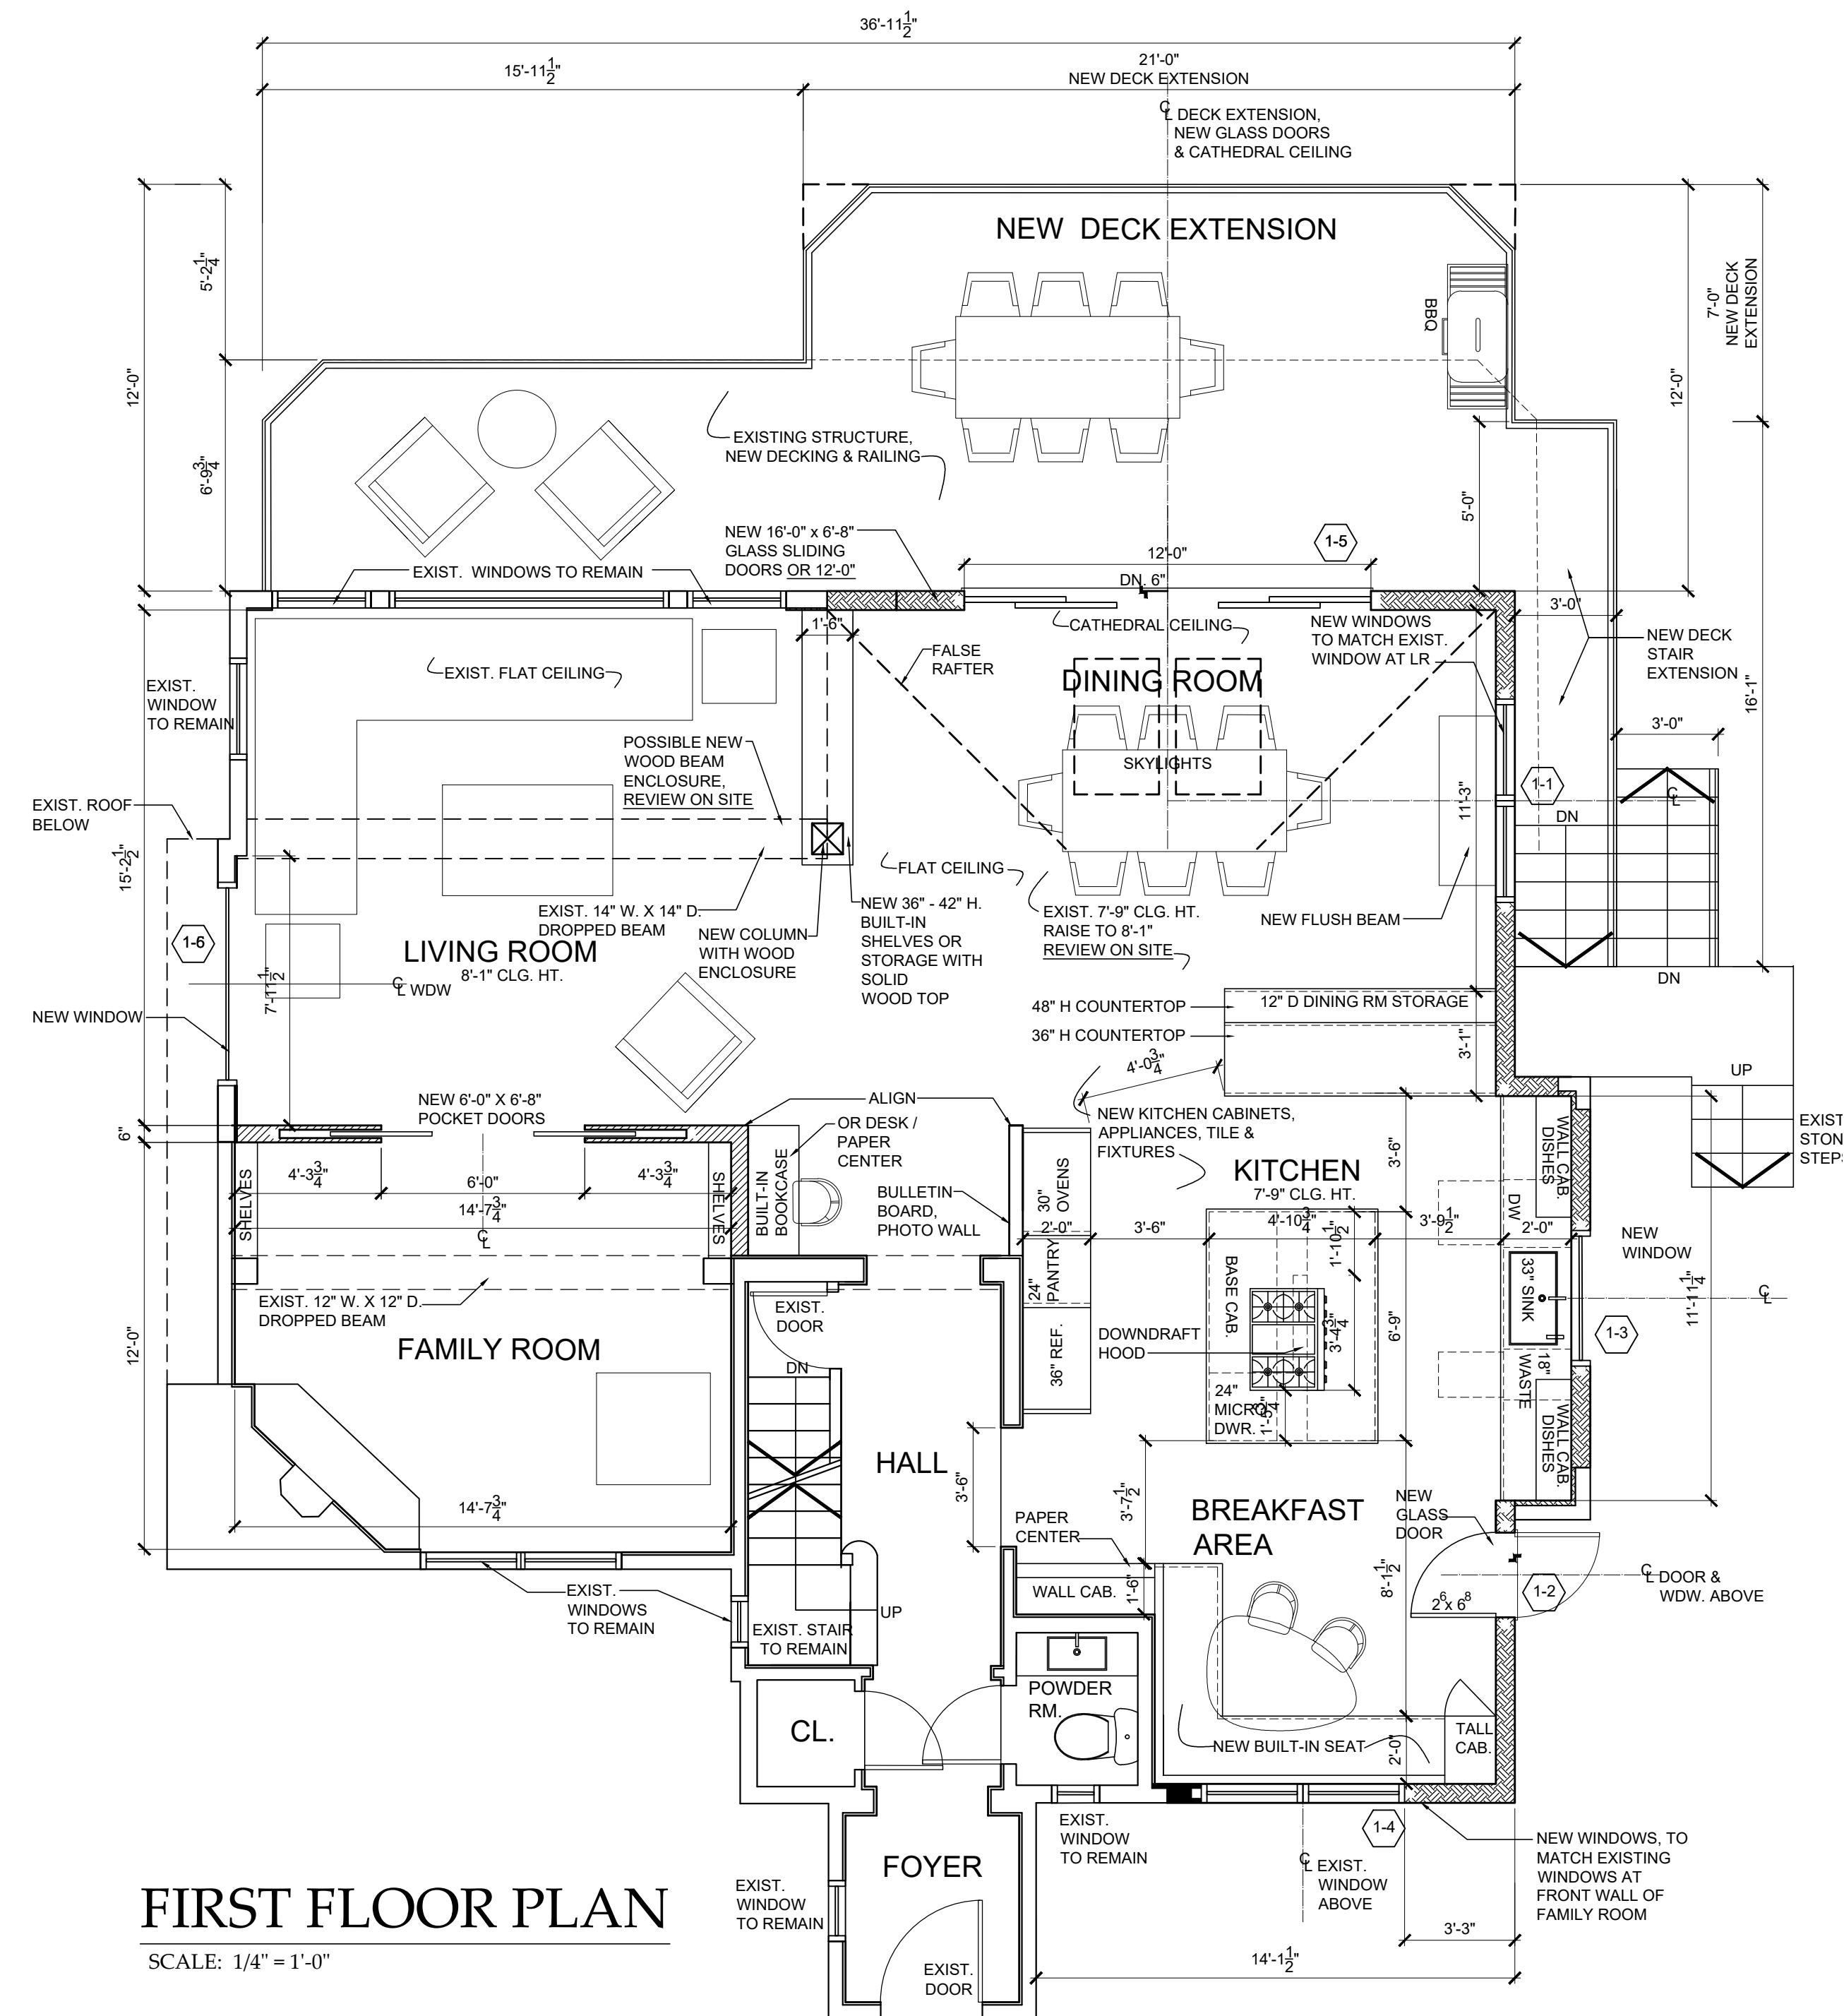 36'-11 1/2"
15'-11 1/2"
21'-0"
NEW DECK EXTENSION
℄ DECK EXTENSION,
NEW GLASS DOORS
& CATHEDRAL CEILING
NEW DECK EXTENSION
5'-2 1/4"
12'-0"
6'-9 3/4"
BBQ
7'-0"
NEW DECK
EXTENSION
12'-0"
EXISTING STRUCTURE,
NEW DECKING & RAILING
5'-0"
NEW 16'-0" x 6'-8"
GLASS SLIDING
DOORS OR 12'-0"
12'-0"
1-5
EXIST. WINDOWS TO REMAIN
DN. 6"
3'-0"
1'-6"
CATHEDRAL CEILING
NEW WINDOWS
TO MATCH EXIST.
WINDOW AT LR
NEW DECK
STAIR
EXTENSION
FALSE
RAFTER
EXIST. FLAT CEILING
DINING ROOM
EXIST.
WINDOW
TO REMAIN
16'-1"
3'-0"
POSSIBLE NEW
WOOD BEAM
ENCLOSURE,
REVIEW ON SITE
SKYLIGHTS
11'-3"
1-1
℄
DN
EXIST. ROOF
BELOW
15'-2 1/2"
FLAT CEILING
EXIST. 14" W. X 14" D.
DROPPED BEAM
NEW COLUMN
WITH WOOD
ENCLOSURE
NEW 36" - 42" H.
BUILT-IN
SHELVES OR
STORAGE WITH
SOLID
WOOD TOP
EXIST. 7'-9" CLG. HT.
RAISE TO 8'-1"
REVIEW ON SITE
NEW FLUSH BEAM
1-6
LIVING ROOM
8'-1" CLG. HT.
℄ WDW
7'-11 1/2"
DN
NEW WINDOW
48" H COUNTERTOP
12" D DINING RM STORAGE
36" H COUNTERTOP
3'-1"
4'-0 3/4"
UP
NEW 6'-0" X 6'-8"
POCKET DOORS
ALIGN
6"
OR DESK /
PAPER
CENTER
NEW KITCHEN CABINETS,
APPLIANCES, TILE &
FIXTURES
EXIST
STON
STEP
SHELVES
4'-3 3/4"
6'-0"
4'-3 3/4"
14'-7 3/4"
℄
SHELVES
BUILT-IN
BOOKCASE
BULLETIN
BOARD,
PHOTO WALL
30"
OVENS
KITCHEN
7'-9" CLG. HT.
3'-6"
WALL CAB.
DISHES
DW
2'-0"
3'-6"
4'-10 3/4"
3'-9 1/2"
2'-0"
1'-10 1/2"
NEW
WINDOW
24"
PANTRY
BASE CAB.
33" SINK
11'-11 1/4"
℄
EXIST. 12" W. X 12" D.
DROPPED BEAM
EXIST.
DOOR
FAMILY ROOM
12'-0"
DOWNDRAFT
HOOD
3'-4 3/4"
6'-9"
1-3
36" REF.
18"
WASTE
DN
24"
MICRO
DWR.
1'-5 3/4"
WALL CAB.
DISHES
HALL
3'-6"
3'-7 1/2"
14'-7 3/4"
BREAKFAST
AREA
NEW
GLASS
DOOR
PAPER
CENTER
WALL CAB.
1'-6"
8'-1 1/2"
2⁶ x 6⁸
1-2
℄ DOOR &
WDW. ABOVE
EXIST.
WINDOWS
TO REMAIN
UP
EXIST. STAIR
TO REMAIN
POWDER
RM.
CL.
NEW BUILT-IN SEAT
2'-0"
TALL
CAB.
EXIST.
WINDOW
TO REMAIN
1-4
NEW WINDOWS, TO
MATCH EXISTING
WINDOWS AT
FRONT WALL OF
FAMILY ROOM
℄ EXIST.
WINDOW
ABOVE
FOYER
EXIST.
WINDOW
TO REMAIN
3'-3"
14'-1 1/2"
EXIST.
DOOR
FIRST FLOOR PLAN
SCALE: 1/4" = 1'-0"